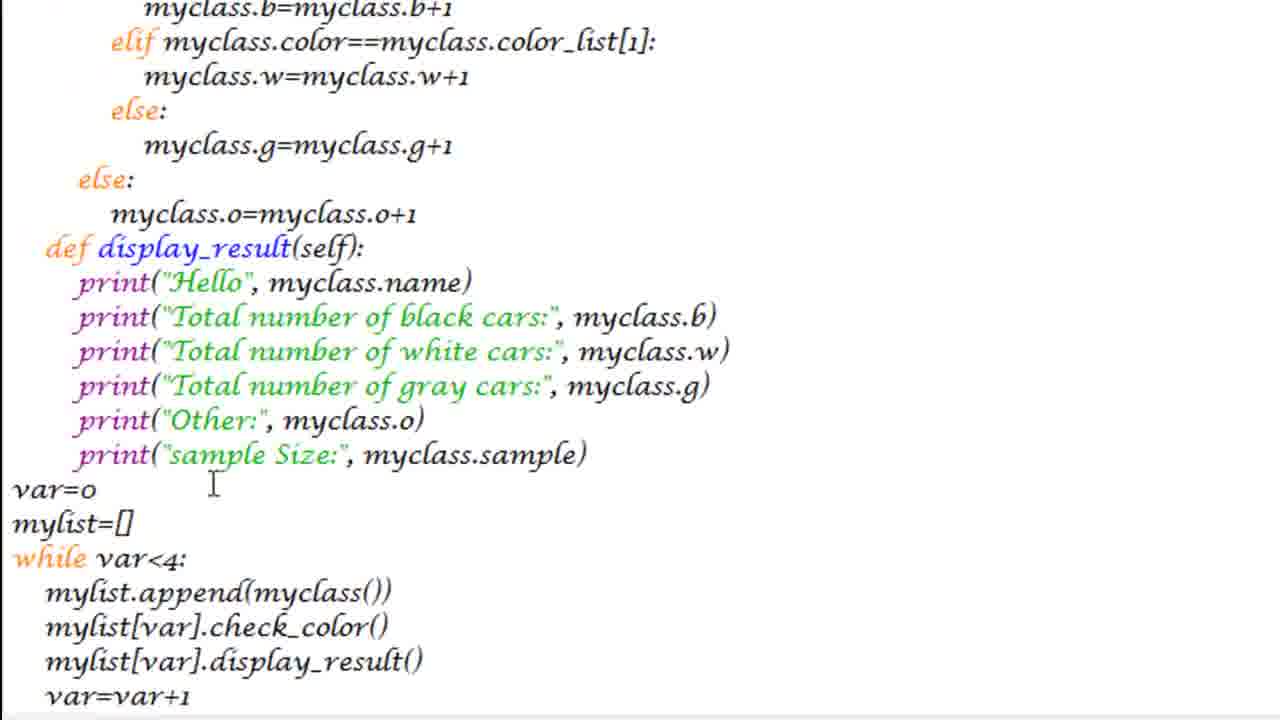 myclass.b=myclass.b+1
elif myclass.color==myclass.color_list[1]:
myclass.w=myclass.w+1
else:
myclass.g=myclass.g+1
else:
myclass.o=myclass.o+1
def display_result(self):
print("Hello", myclass.name)
print("Total number of black cars:", myclass.b)
print("Total number of white cars:", myclass.w)
print("Total number of gray cars:", myclass.g)
print("Other:", myclass.o)
print("sample Size:", myclass.sample)
var=0
mylist=[]
while var<4:
mylist.append(myclass())
mylist[var].check_color()
mylist[var].display_result()
var=var+1